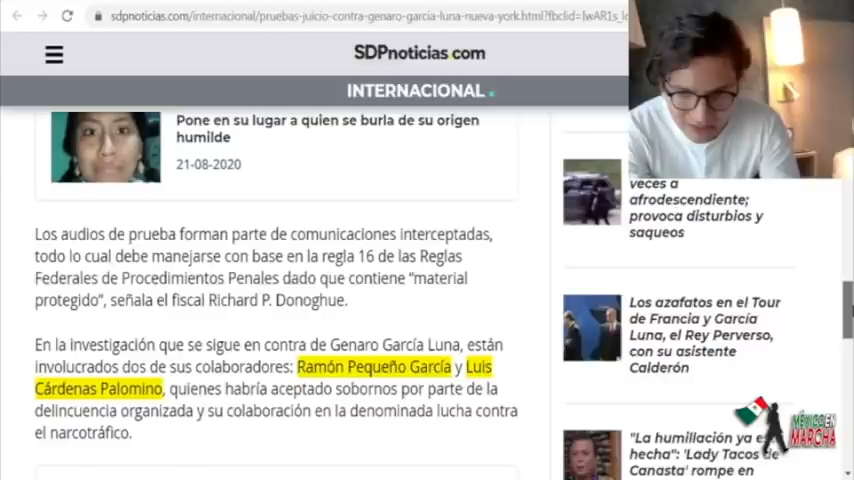 sdpnoticias.com/internacional/pruebas-juicio-contra-genaro-garcia-luna-nueva-york.html?fbclid=IwAR1s_
SDPnoticias.com
INTERNACIONAL.
Pone en su lugar a quien se burla de su origen
humilde
21-08-2020
Los audios de prueba forman parte de comunicaciones interceptadas,
todo lo cual debe manejarse con base en la regla 16 de las Reglas
Federales de Procedimientos Penales dado que contiene “material
protegido”, señala el fiscal Richard P. Donoghue.
En la investigación que se sigue en contra de Genaro García Luna, están
involucrados dos de sus colaboradores: Ramón Pequeño García y Luis
Cárdenas Palomino, quienes habría aceptado sobornos por parte de la
delincuencia organizada y su colaboración en la denominada lucha contra
el narcotráfico.
veces a
afrodescendiente;
provoca disturbios y
saqueos
Los azafatos en el Tour
de Francia y García
Luna, el Rey Perverso,
con su asistente
Calderón
"La humillación ya
hecha": 'Lady Tacos de
Canasta' rompe en
MÉXICO EN
MARCHA